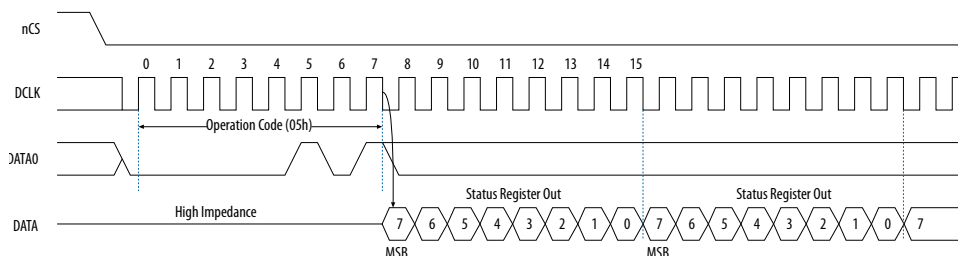 nCS
0 1 2 3 4 5 6 7 8 9 10 11 12 13 14 15
DCLK
Operation Code (05h)
DATA0
Status Register Out Status Register Out
High Impedance
DATA 7 6 5 4 3 2 1 0 7 6 5 4 3 2 1 0 7
MSB MSB